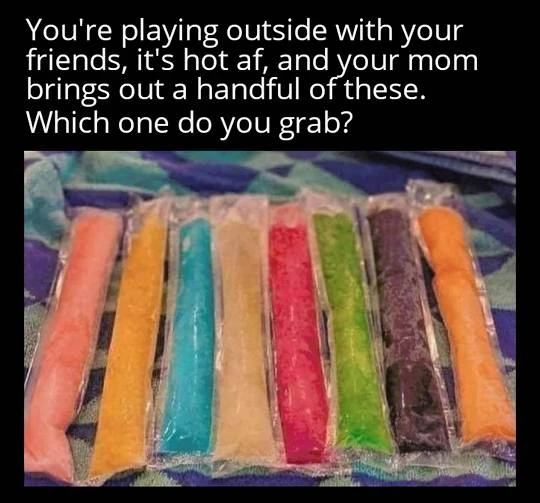 You're playing outside with your
friends, it's hot af, and your mom
brings out a handful of these.
Which one do you grab?